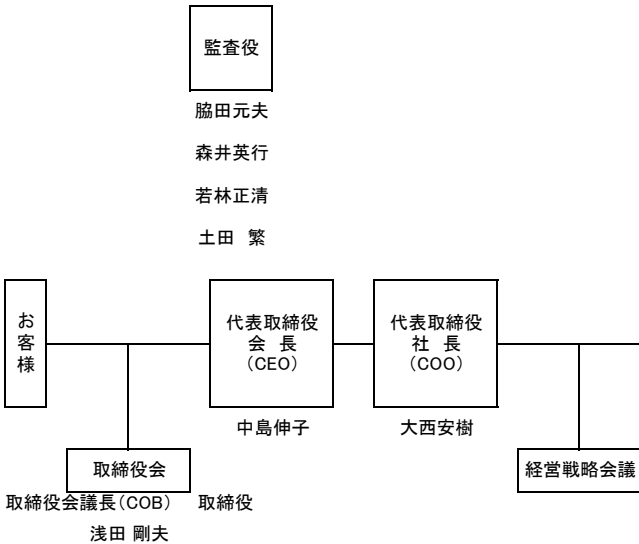 監査役
脇田元夫
森井英行
若林正清
土田 繁
お客様
代表取締役
会 長
（CEO）
中島伸子
代表取締役
社 長
（COO）
大西安樹
取締役会
取締役会議長（COB） 取締役
浅田 剛夫
経営戦略会議